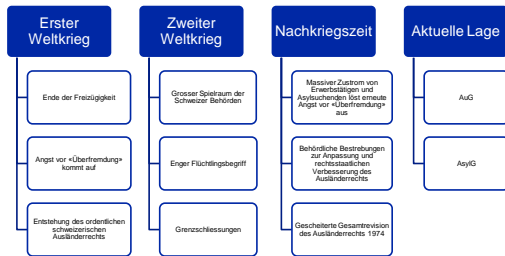 Erster
Weltkrieg
Ende der Freizügigkeit
Angst vor «Überfremdung»
kommt auf
Entstehung des ordentlichen
schweizerischen
Ausländerrechts
Zweiter
Weltkrieg
Grosser Spielraum der
Schweizer Behörden
Enger Flüchtlingsbegriff
Grenzschliessungen
Nachkriegszeit
Massiver Zustrom von
Erwerbstätigen und
Asylsuchenden löst erneute
Angst vor «Überfremdung»
aus
Behördliche Bestrebungen
zur Anpassung und
rechtsstaatlichen
Verbesserung des
Ausländerrechts
Gescheiterte Gesamtrevision
des Ausländerrechts 1974
Aktuelle Lage
AuG
AsylG